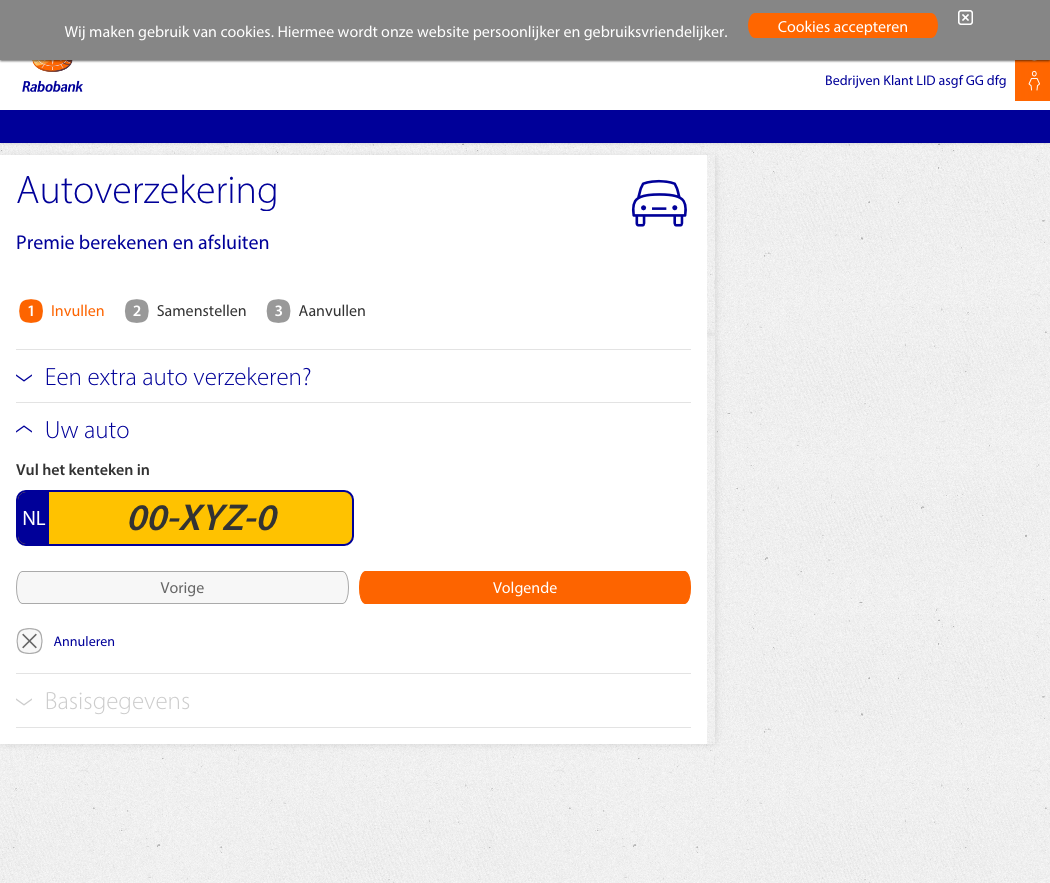 Wij maken gebruik van cookies. Hiermee wordt onze website persoonlijker en gebruiksvriendelijker.
Cookies accepteren
Rabobank
Bedrijven Klant LID asgf GG dfg
Autoverzekering
Premie berekenen en afsluiten
1 Invullen 2 Samenstellen 3 Aanvullen
Een extra auto verzekeren?
Uw auto
Vul het kenteken in
NL 00-XYZ-0
Vorige Volgende
Annuleren
Basisgegevens